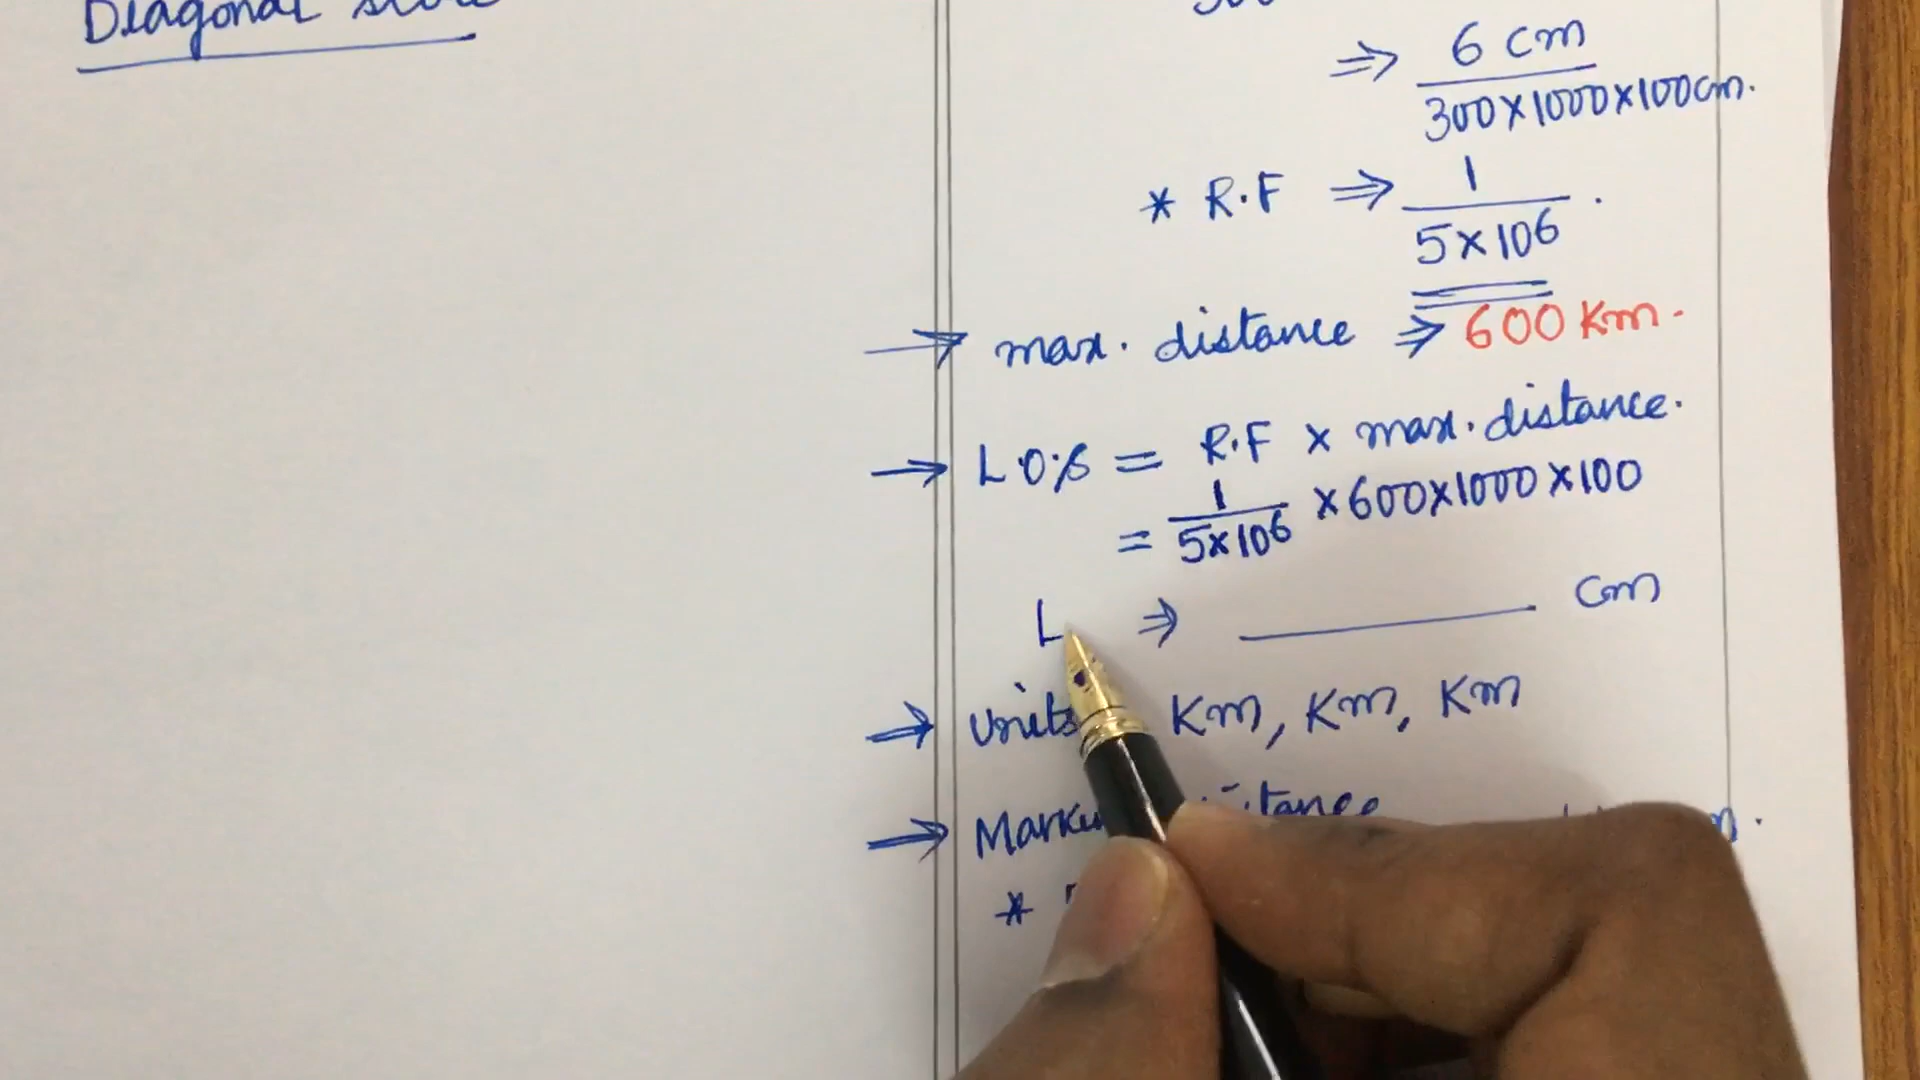 Diagonal
⇒ 6 cm
300×1000×100cm.
* R.F ⇒ 1
5×106 .
→ max. distance ⇒ 600 Km.
→ L O.S = R.F × max. distance.
= 1
5×106 ×600×1000×100
L ⇒ ______ Cm
→ Units Km, Km, Km
→
*